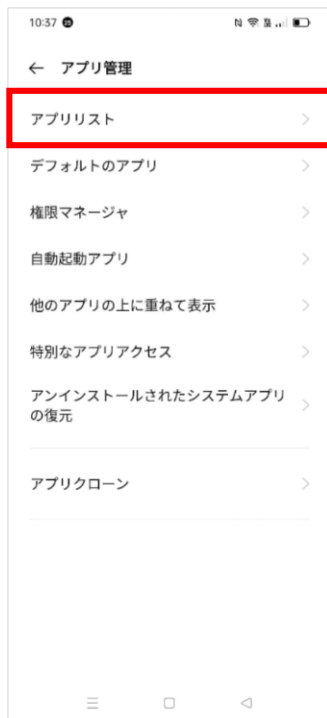 10:37
アプリ管理
アプリリスト
デフォルトのアプリ
権限マネージャ
自動起動アプリ
他のアプリの上に重ねて表示
特別なアプリアクセス
アンインストールされたシステムアプリ
の復元
アプリクローン